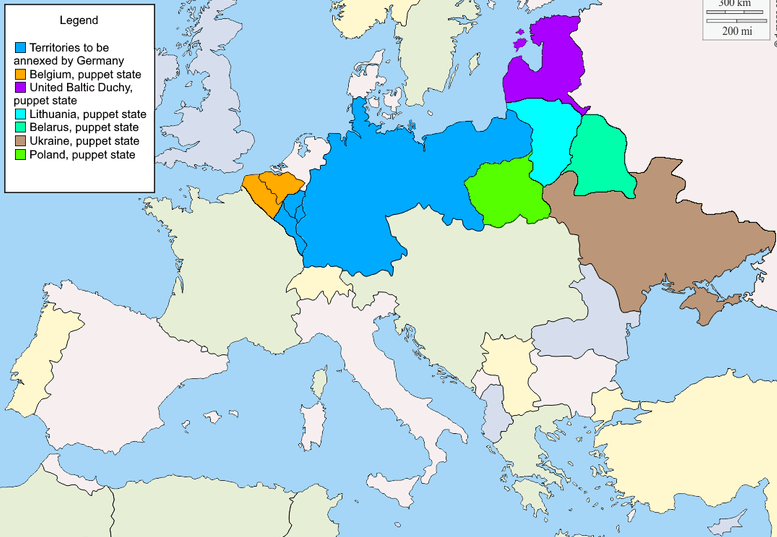 Legend
Territories to be
annexed by Germany
Belgium, puppet state
United Baltic Duchy,
puppet state
Lithuania, puppet state
Belarus, puppet state
Ukraine, puppet state
Poland, puppet state
300 km
200 mi